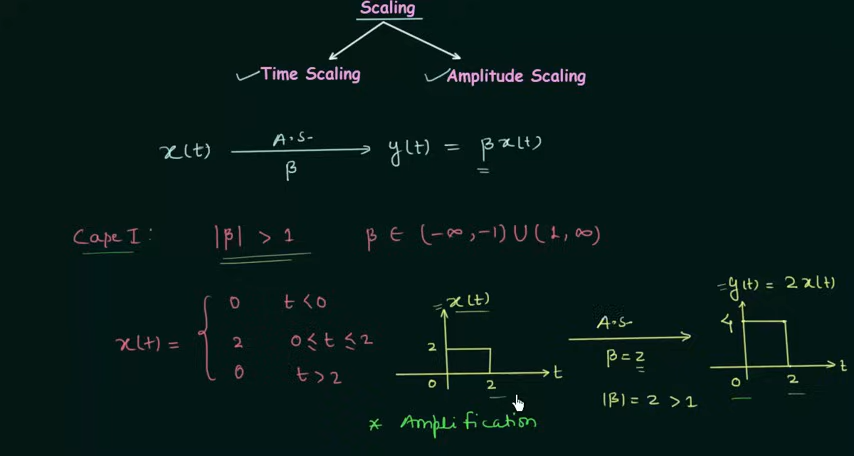 Scaling
Time Scaling
Amplitude Scaling
x(t) A.S. β y(t) = β x(t)
Case I: |β| > 1 β ∈ (-∞, -1) ∪ (1, ∞)
x(t) = { 0 t < 0
2 0 ≤ t ≤ 2
0 t > 2
x(t)
2
0 2 t
A.S.
β = 2
|β| = 2 > 1
y(t) = 2x(t)
4
0 2 t
* Amplification